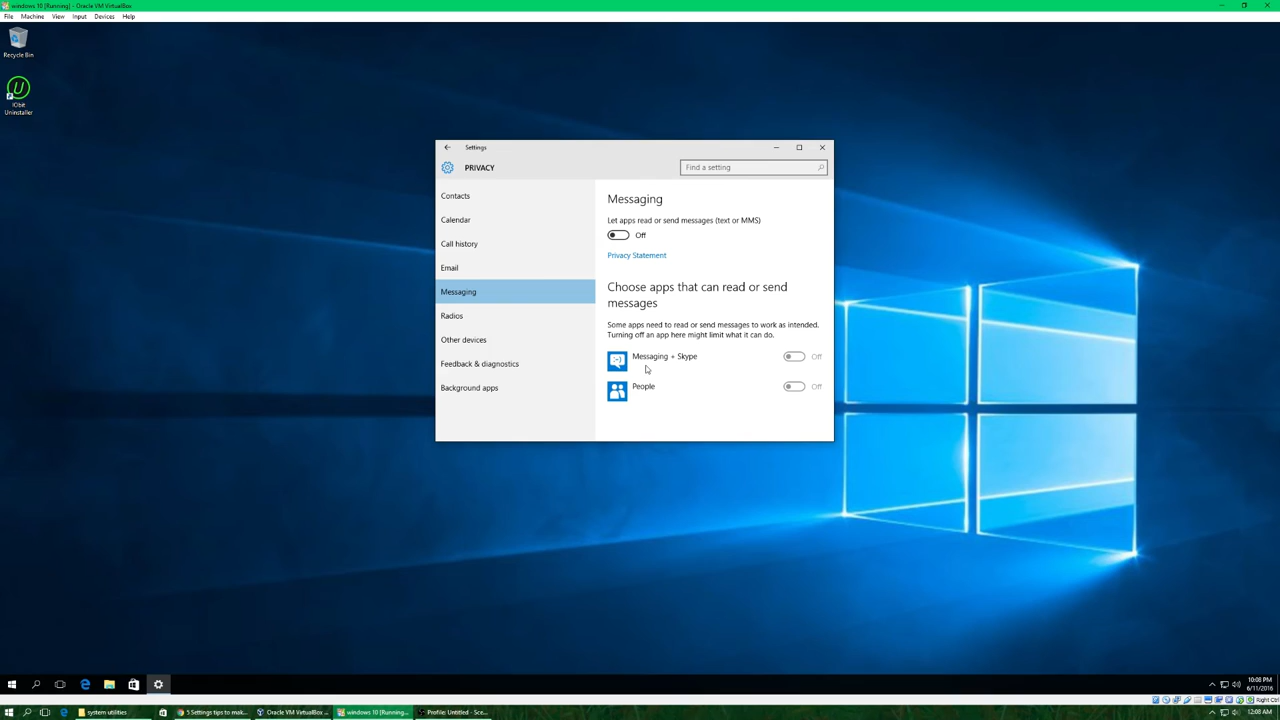 windows 10 [Running] - Oracle VM VirtualBox
File Machine View Input Devices Help
Recycle Bin
IObit
Uninstaller
Settings
PRIVACY
Find a setting
Contacts
Calendar
Call history
Email
Messaging
Radios
Other devices
Feedback & diagnostics
Background apps
Messaging
Let apps read or send messages (text or MMS)
Off
Privacy Statement
Choose apps that can read or send
messages
Some apps need to read or send messages to work as intended.
Turning off an app here might limit what it can do.
Messaging + Skype
Off
People
Off
10:08 PM
6/11/2016
Right Ctrl
system utilities
5 Settings tips to mak...
Oracle VM VirtualBox ...
windows 10 [Running...
Profile: Untitled - Sce...
12:08 AM